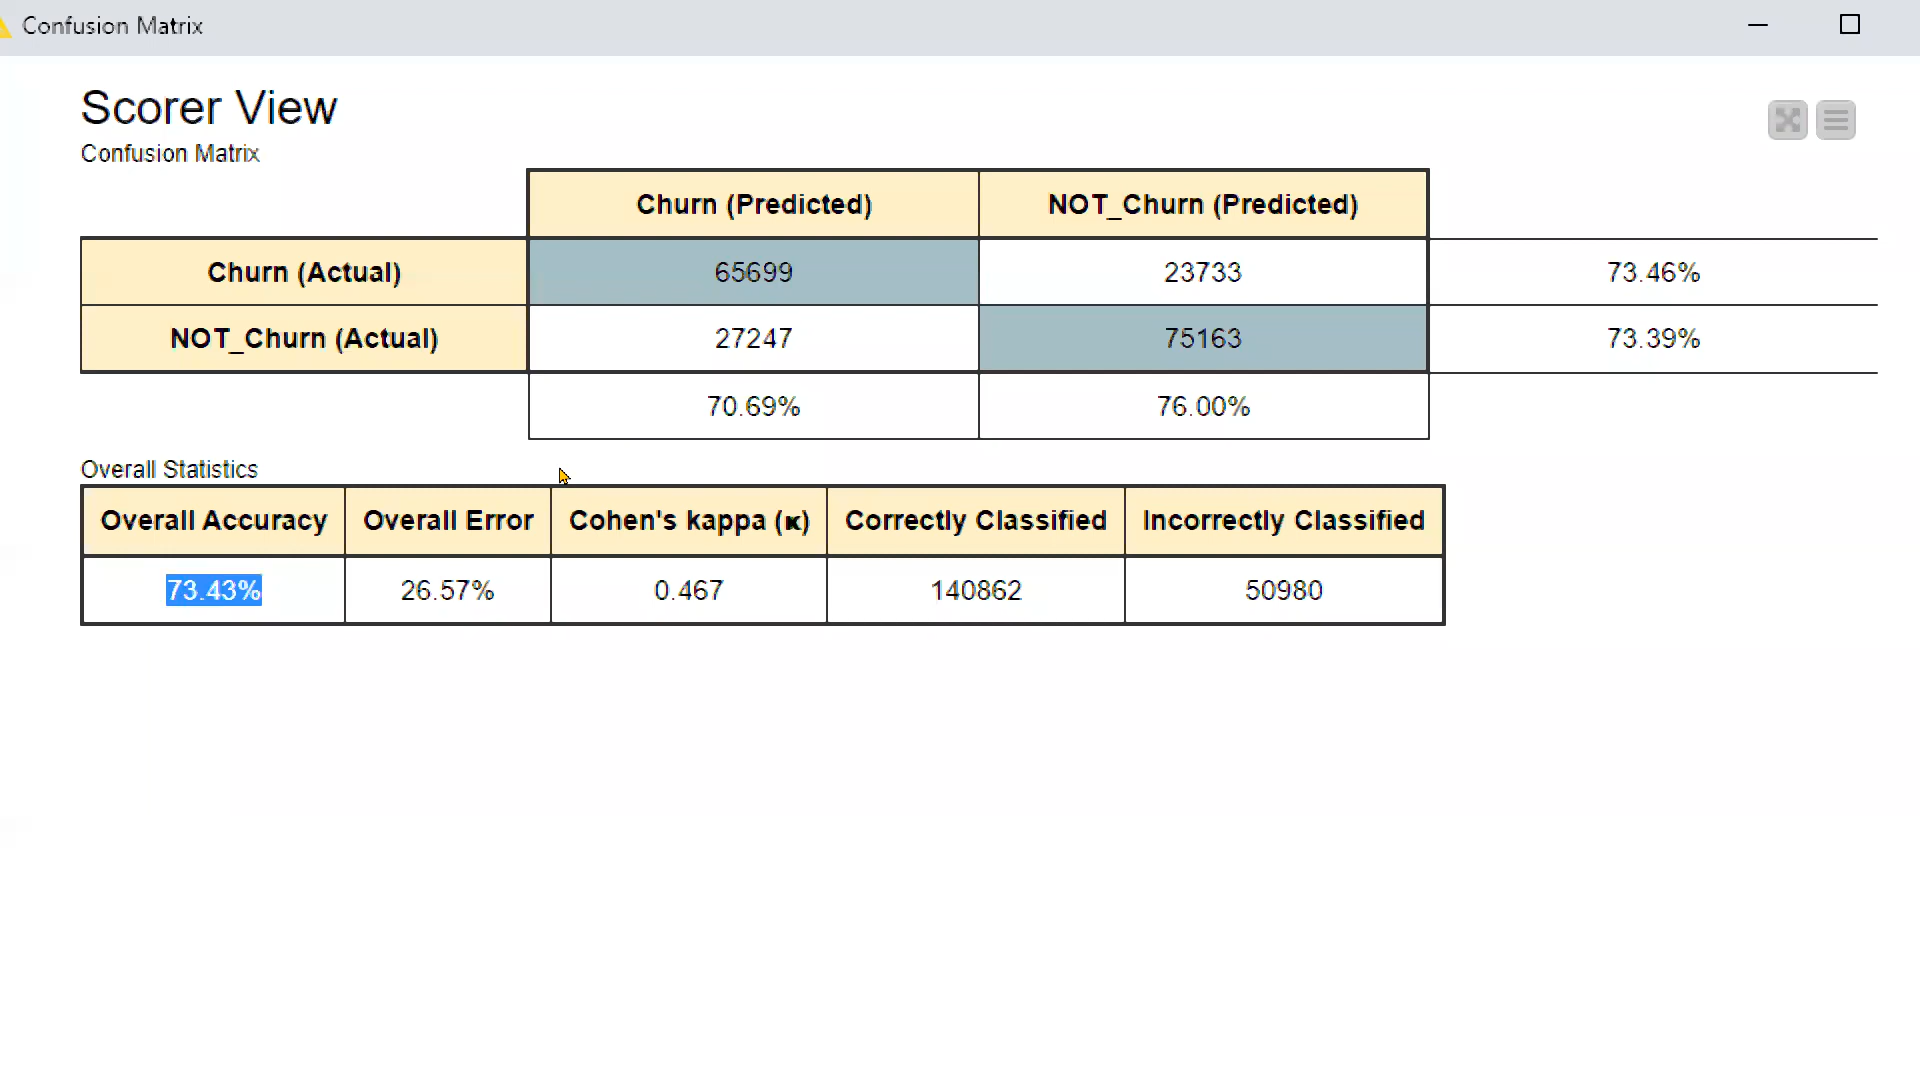 Confusion Matrix
Scorer View
Confusion Matrix
Churn (Predicted) NOT_Churn (Predicted)
Churn (Actual) 65699 23733 73.46%
NOT_Churn (Actual) 27247 75163 73.39%
70.69% 76.00%
Overall Statistics
Overall Accuracy Overall Error Cohen's kappa (κ) Correctly Classified Incorrectly Classified
73.43% 26.57% 0.467 140862 50980